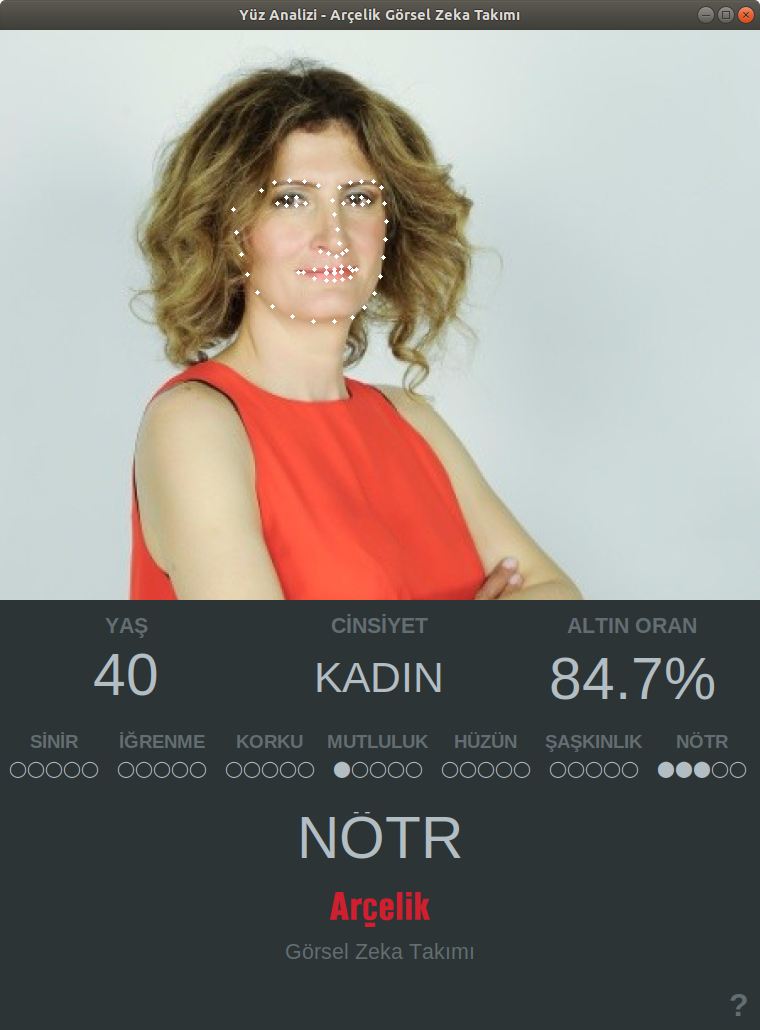 Yüz Analizi - Arçelik Görsel Zeka Takımı
YAŞ CİNSİYET ALTIN ORAN
40 KADIN 84.7%
SİNİR İĞRENME KORKU MUTLULUK HÜZÜN ŞAŞKINLIK NÖTR
NÖTR
Arçelik
Görsel Zeka Takımı
?